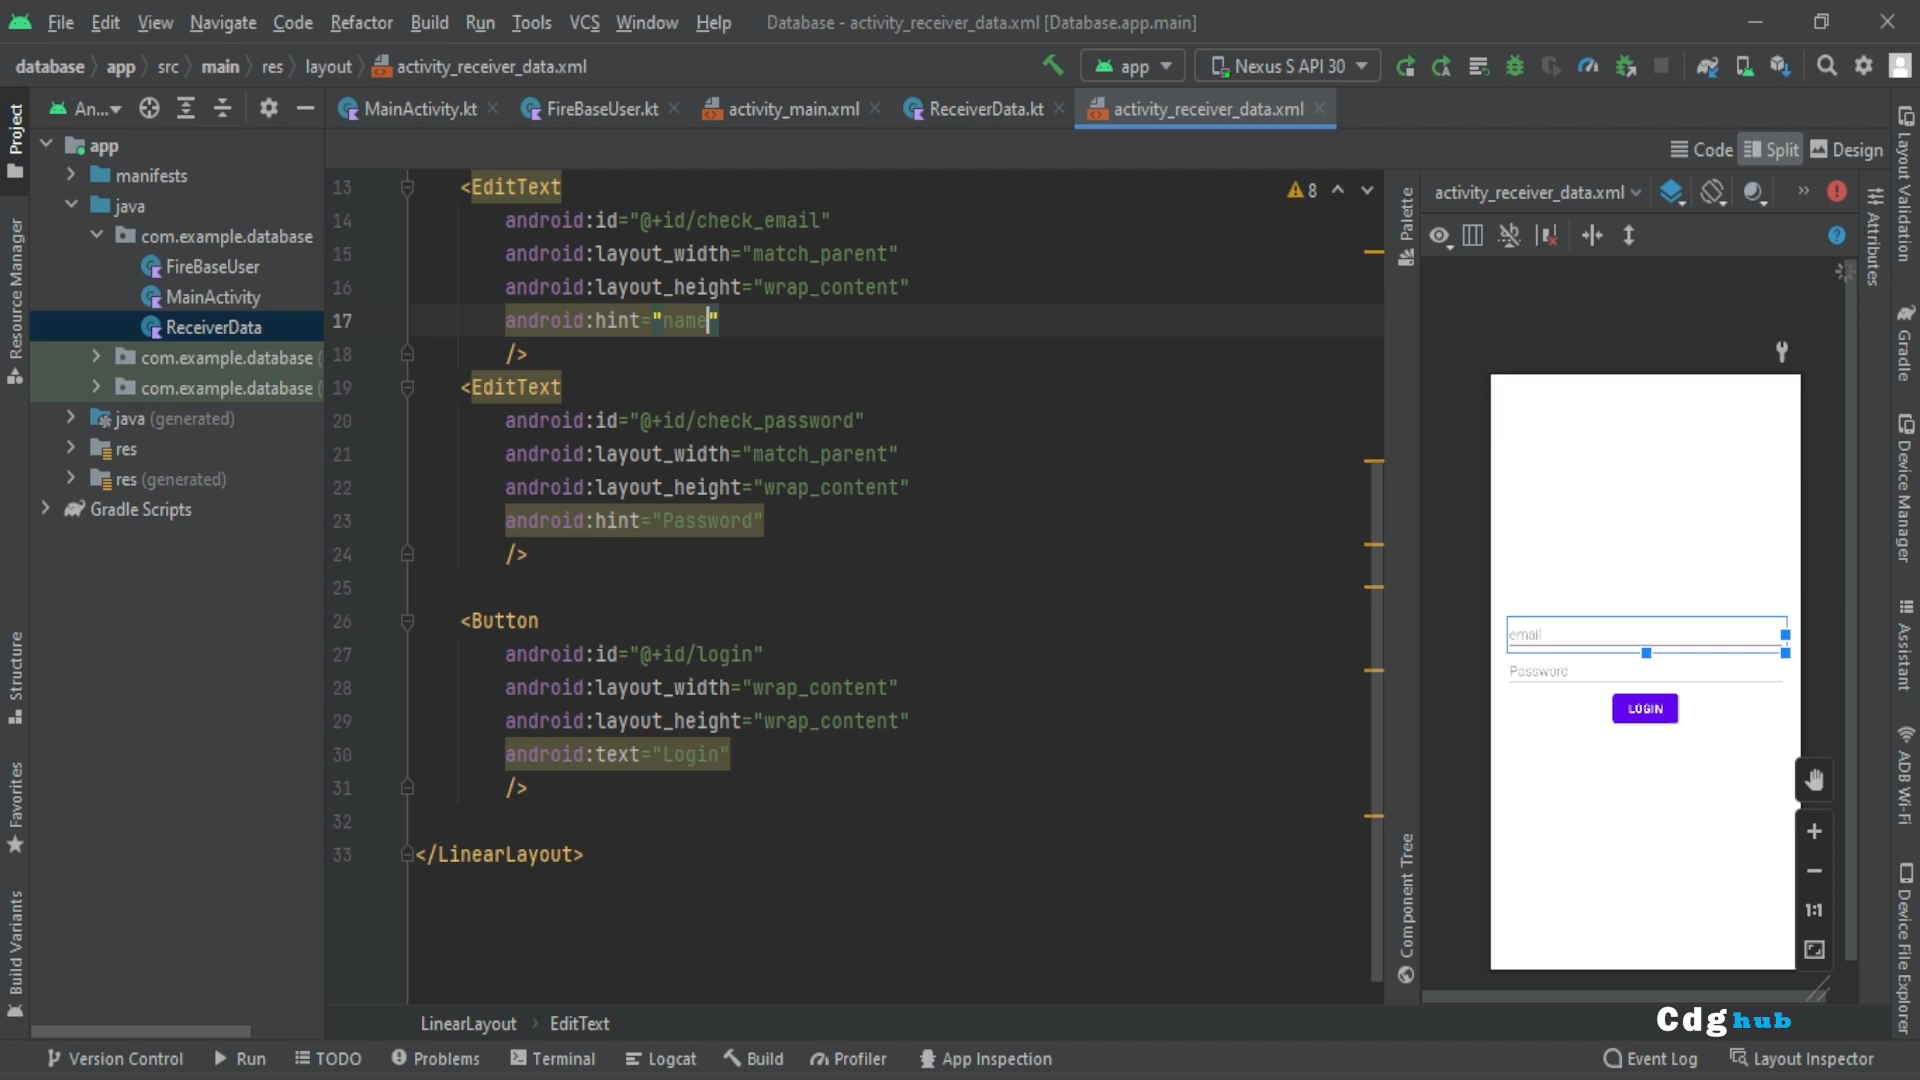 File Edit View Navigate Code Refactor Build Run Tools VCS Window Help Database - activity_receiver_data.xml [Database.app.main]
database app src main res layout activity_receiver_data.xml app Nexus S API 30
An... MainActivity.kt FireBaseUser.kt activity_main.xml ReceiverData.kt activity_receiver_data.xml
Code Split Design
Project
Resource Manager
Structure
Favorites
Build Variants
app
manifests
java
com.example.database
FireBaseUser
MainActivity
ReceiverData
com.example.database (
com.example.database (
java (generated)
res
res (generated)
Gradle Scripts
8
13 <EditText
14 android:id="@+id/check_email"
15 android:layout_width="match_parent"
16 android:layout_height="wrap_content"
17 android:hint="name"
18 />
19 <EditText
20 android:id="@+id/check_password"
21 android:layout_width="match_parent"
22 android:layout_height="wrap_content"
23 android:hint="Password"
24 />
25
26 <Button
27 android:id="@+id/login"
28 android:layout_width="wrap_content"
29 android:layout_height="wrap_content"
30 android:text="Login"
31 />
32
33 </LinearLayout>
LinearLayout EditText
Palette
Component Tree
activity_receiver_data.xml
email
Password
LOGIN
1:1
Attributes
Layout Validation
Gradle
Device Manager
Assistant
ADB Wi-Fi
Device File Explorer
Cdg hub
Version Control Run TODO Problems Terminal Logcat Build Profiler App Inspection Event Log Layout Inspector